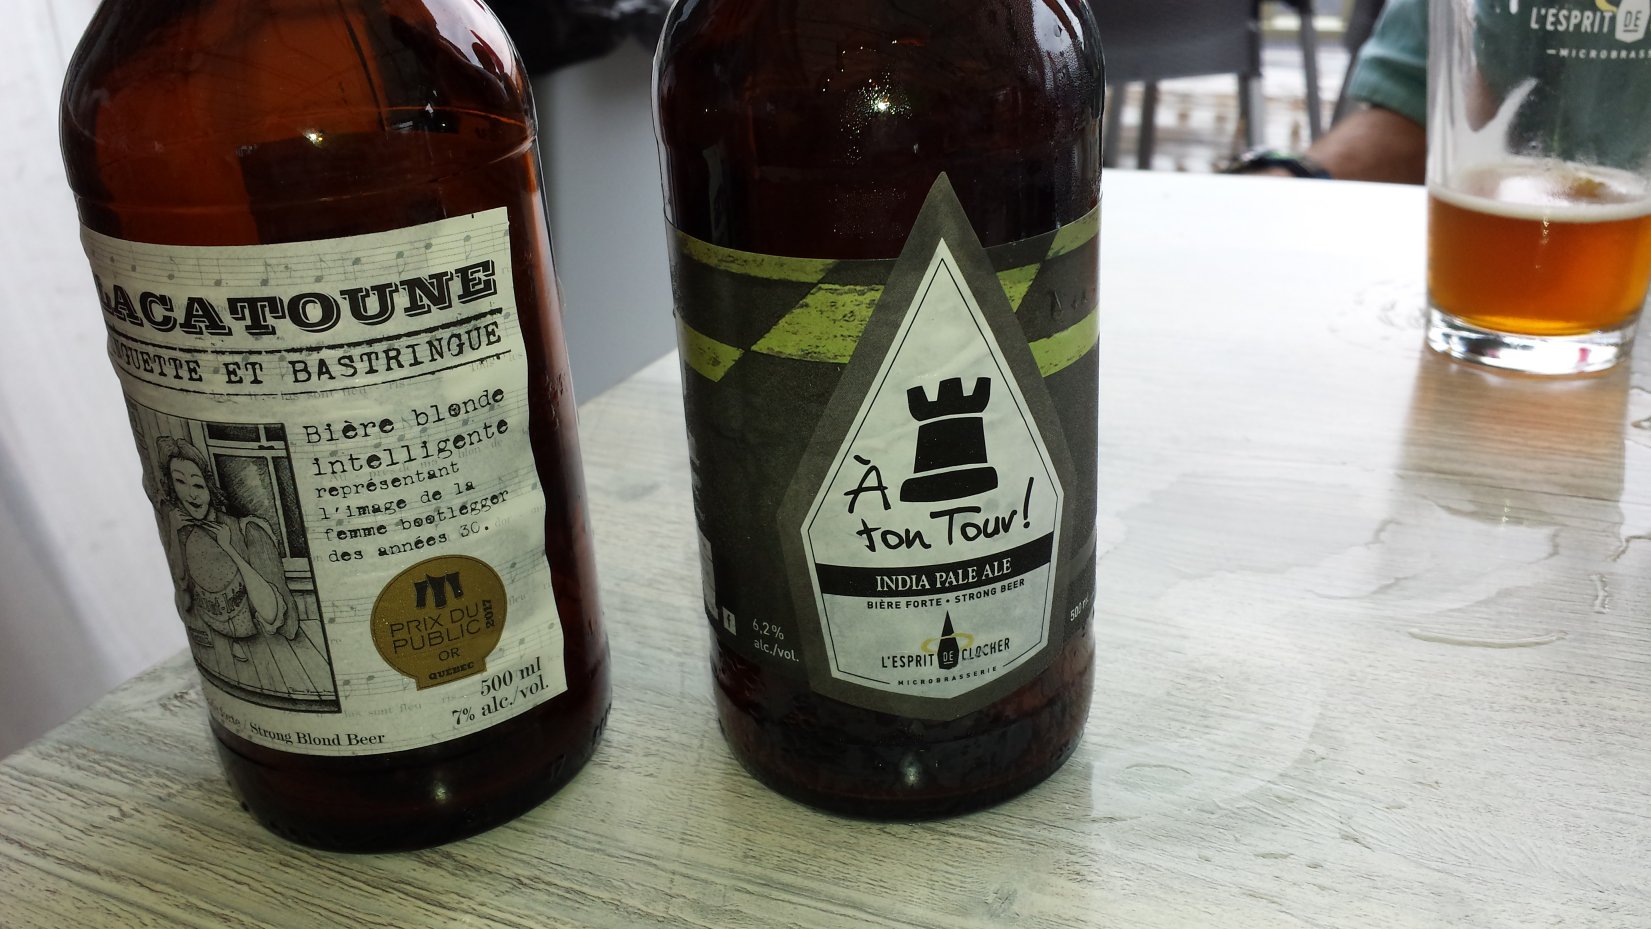 LACATOUNE
ET BASTRINGUE
Bière blonde
intelligente
représentant
l'image de la
femme bootlegger
des années 30.
PRIX DU
PUBLIC 2017
OR
QUÉBEC
500 ml
7% alc./vol.
Strong Blond Beer
À
ton Tour!
INDIA PALE ALE
BIÈRE FORTE • STRONG BEER
L'ESPRIT DE CLOCHER
MICROBRASSERIE
6,2%
alc./vol.
L'ESPRIT DE